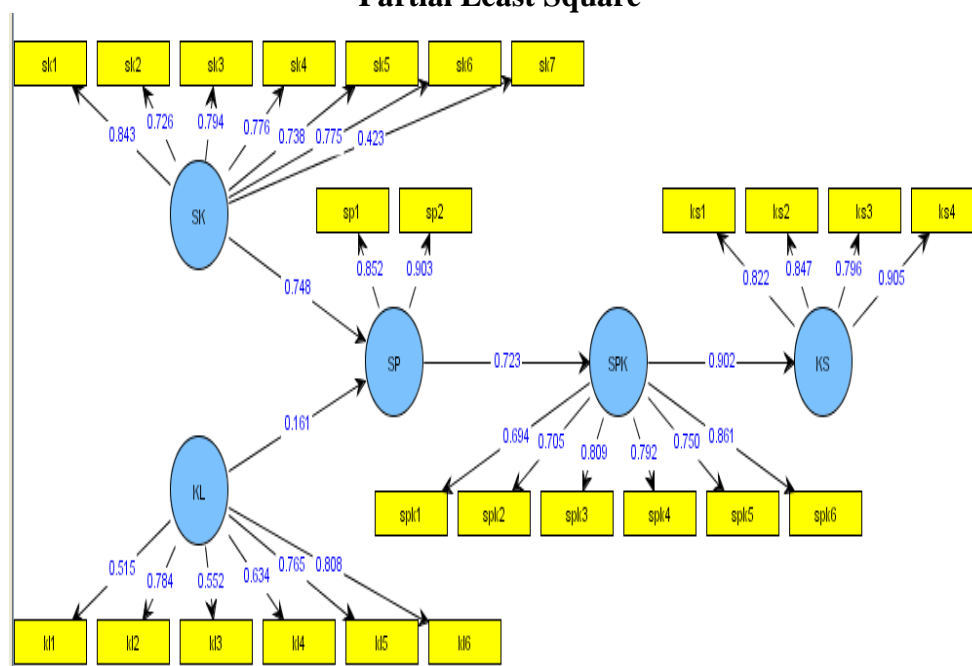 Partial Least Square
sk1 sk2 sk3 sk4 sk5 sk6 sk7
0.843 0.726 0.794 0.776 0.738 0.775 0.423
SK
sp1 sp2
ks1 ks2 ks3 ks4
0.852 0.903
0.822 0.847 0.796 0.905
0.748
SP 0.723 SPK 0.902 KS
0.161
0.694 0.705 0.809 0.792 0.750 0.861
KL
spk1 spk2 spk3 spk4 spk5 spk6
0.515 0.784 0.552 0.634 0.765 0.808
kl1 kl2 kl3 kl4 kl5 kl6